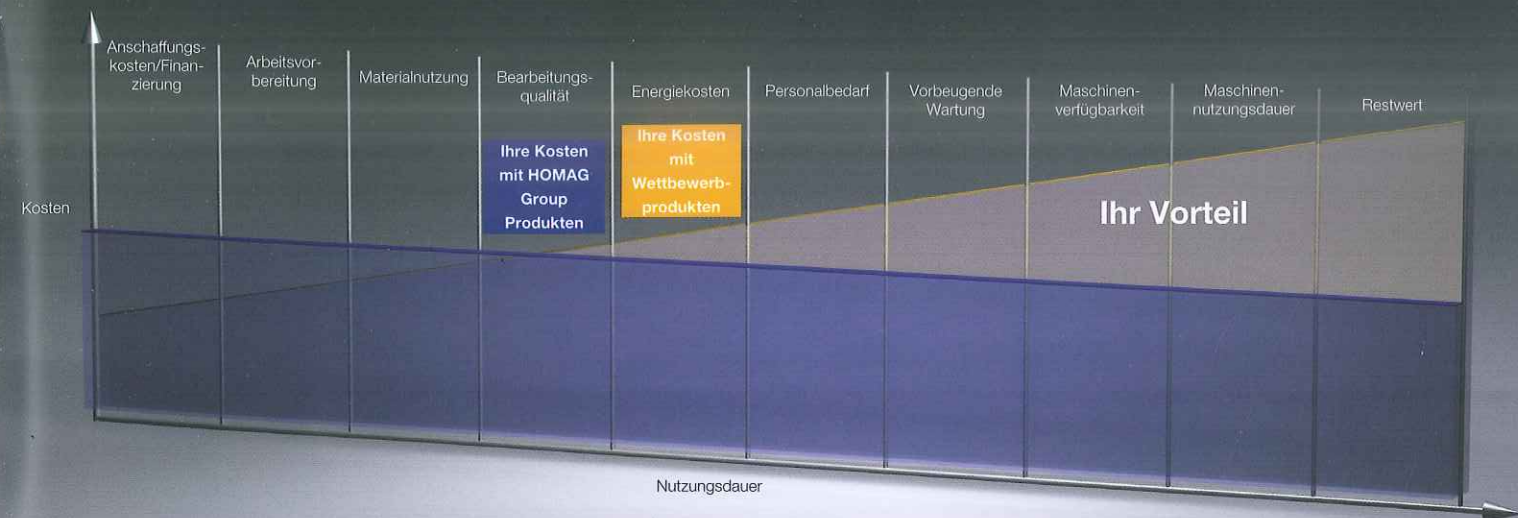 Anschaffungs-
kosten/Finan-
zierung
Arbeitsvor-
bereitung
Materialnutzung
Bearbeitungs-
qualität
Energiekosten
Personalbedarf
Vorbeugende
Wartung
Maschinen-
verfügbarkeit
Maschinen-
nutzungsdauer
Restwert
Ihre Kosten
mit HOMAG
Group
Produkten
Ihre Kosten
mit
Wettbewerb-
produkten
Kosten
Ihr Vorteil
Nutzungsdauer